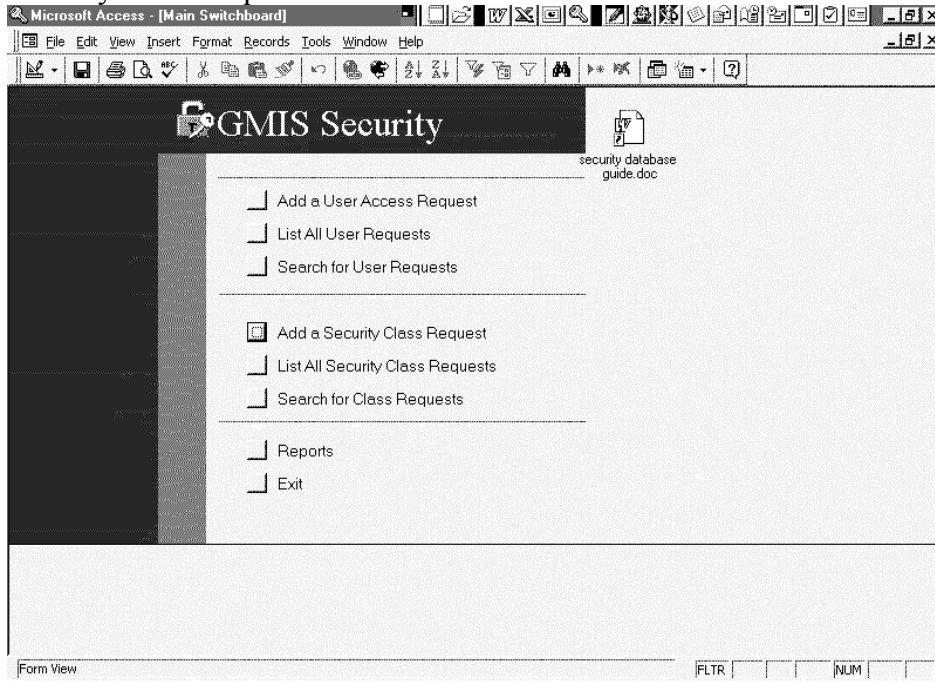 Microsoft Access - [Main Switchboard]
File Edit View Insert Format Records Tools Window Help
GMIS Security
security database
guide.doc
Add a User Access Request
List All User Requests
Search for User Requests
Add a Security Class Request
List All Security Class Requests
Search for Class Requests
Reports
Exit
Form View FLTR NUM